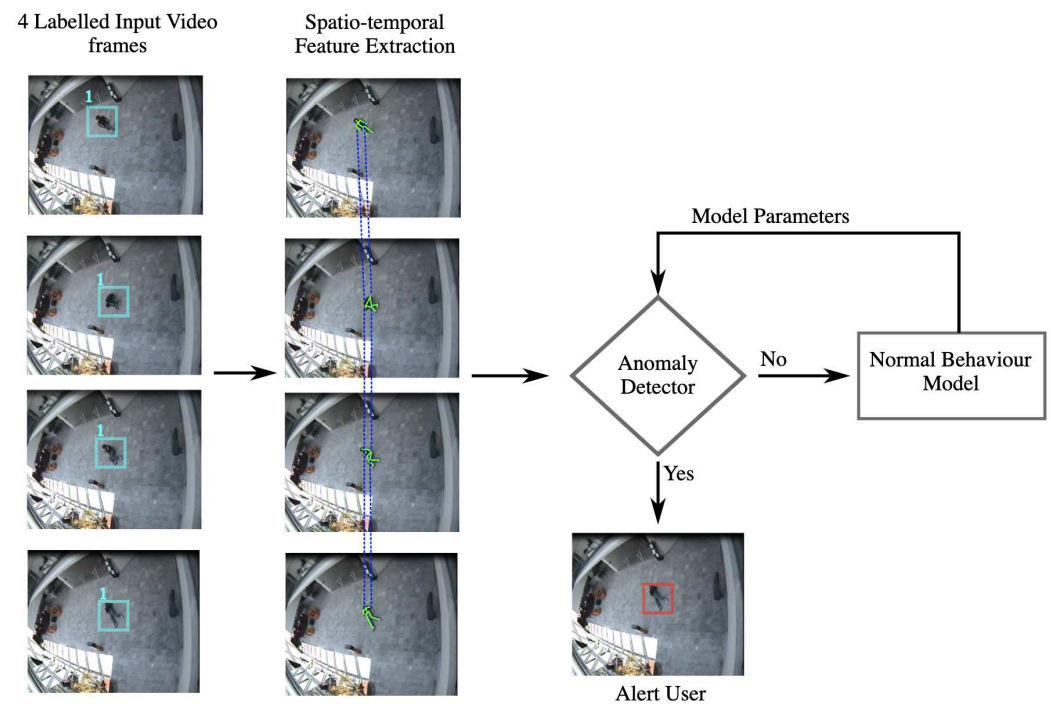 4 Labelled Input Video
frames
Spatio-temporal
Feature Extraction
1
1
1
1
Model Parameters
Anomaly
Detector
No
Normal Behaviour
Model
Yes
Alert User